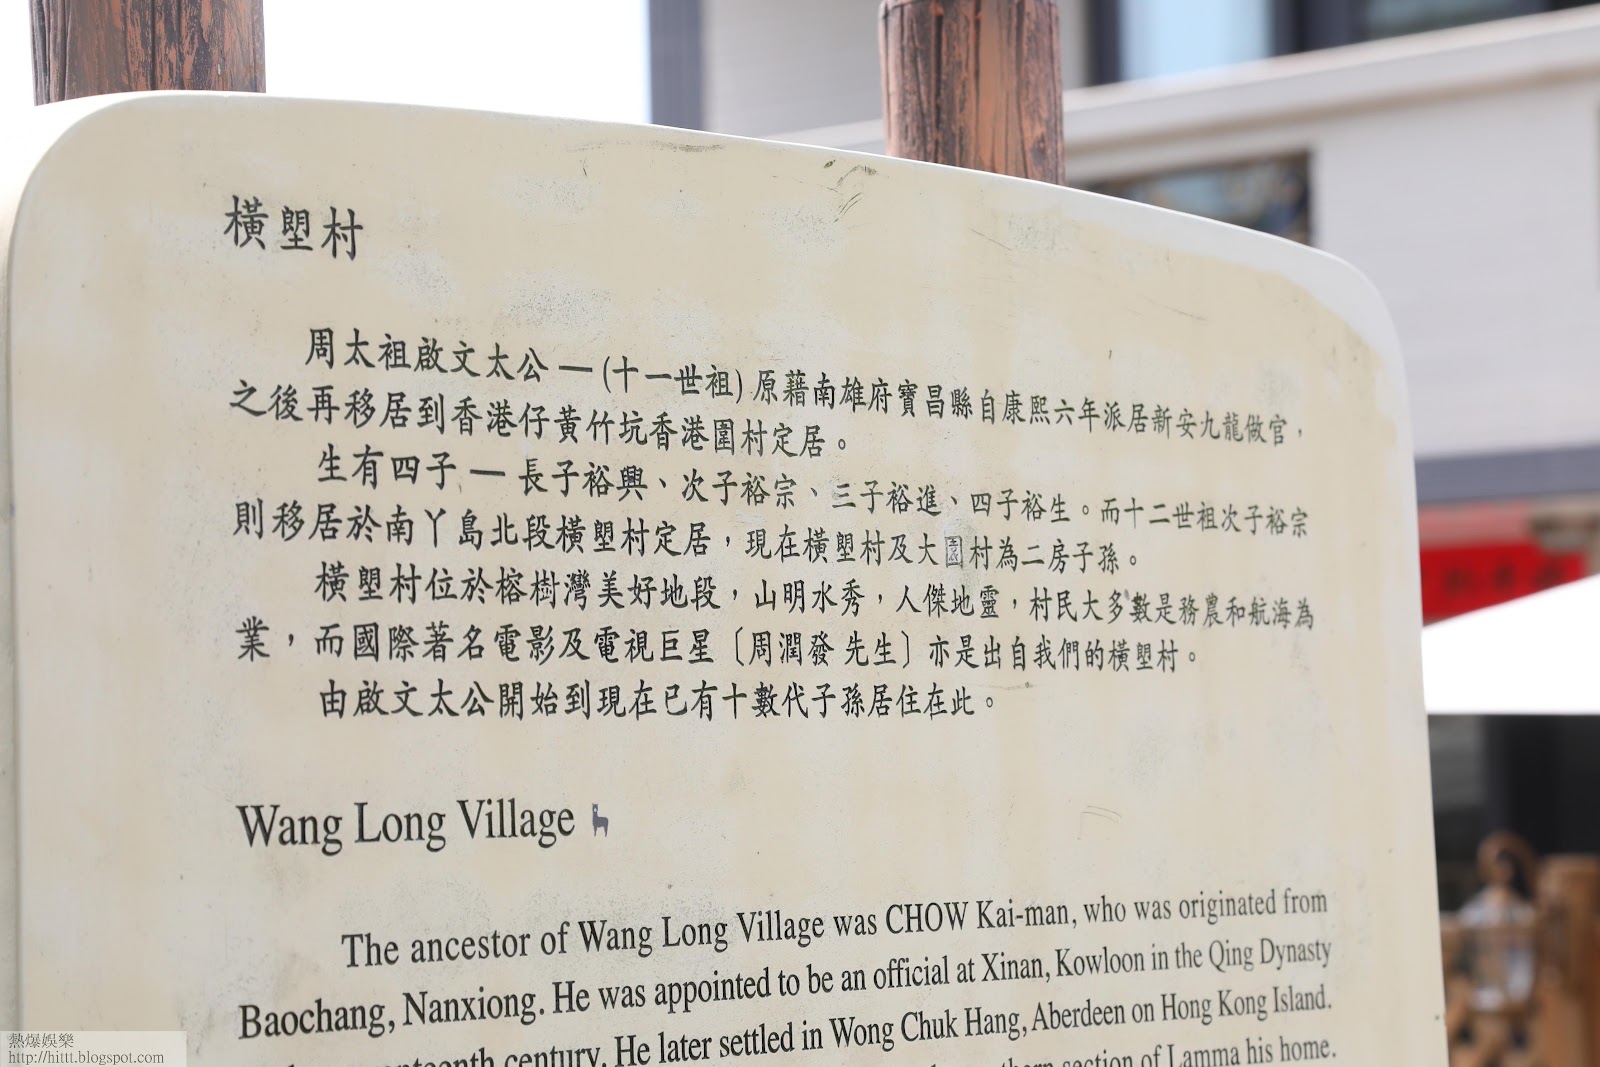 橫塱村
周太祖啟文太公一(十一世祖)原藉南雄府寶昌縣自康熙六年派居新安九龍做官，
之後再移居到香港仔黃竹坑香港圍村定居。
生有四子一長子裕興、次子裕宗、三子裕進、四子裕生。而十二世祖次子裕宗
則移居於南丫島北段橫塱村定居，現在橫塱村及大園村為二房子孫。
橫塱村位於榕樹灣美好地段，山明水秀，人傑地靈，村民大多數是務農和航海為
業，而國際著名電影及電視巨星〔周潤發 先生〕亦是出自我們的橫塱村。
由啟文太公開始到現在已有十數代子孫居住在此。
Wang Long Village
The ancestor of Wang Long Village was CHOW Kai-man, who was originated from
Baochang, Nanxiong. He was appointed to be an official at Xinan, Kowloon in the Qing Dynasty
century. He later settled in Wong Chuk Hang, Aberdeen on Hong Kong Island.
section of Lamma his home.
熱爆娛樂
http://hittt.blogspot.com